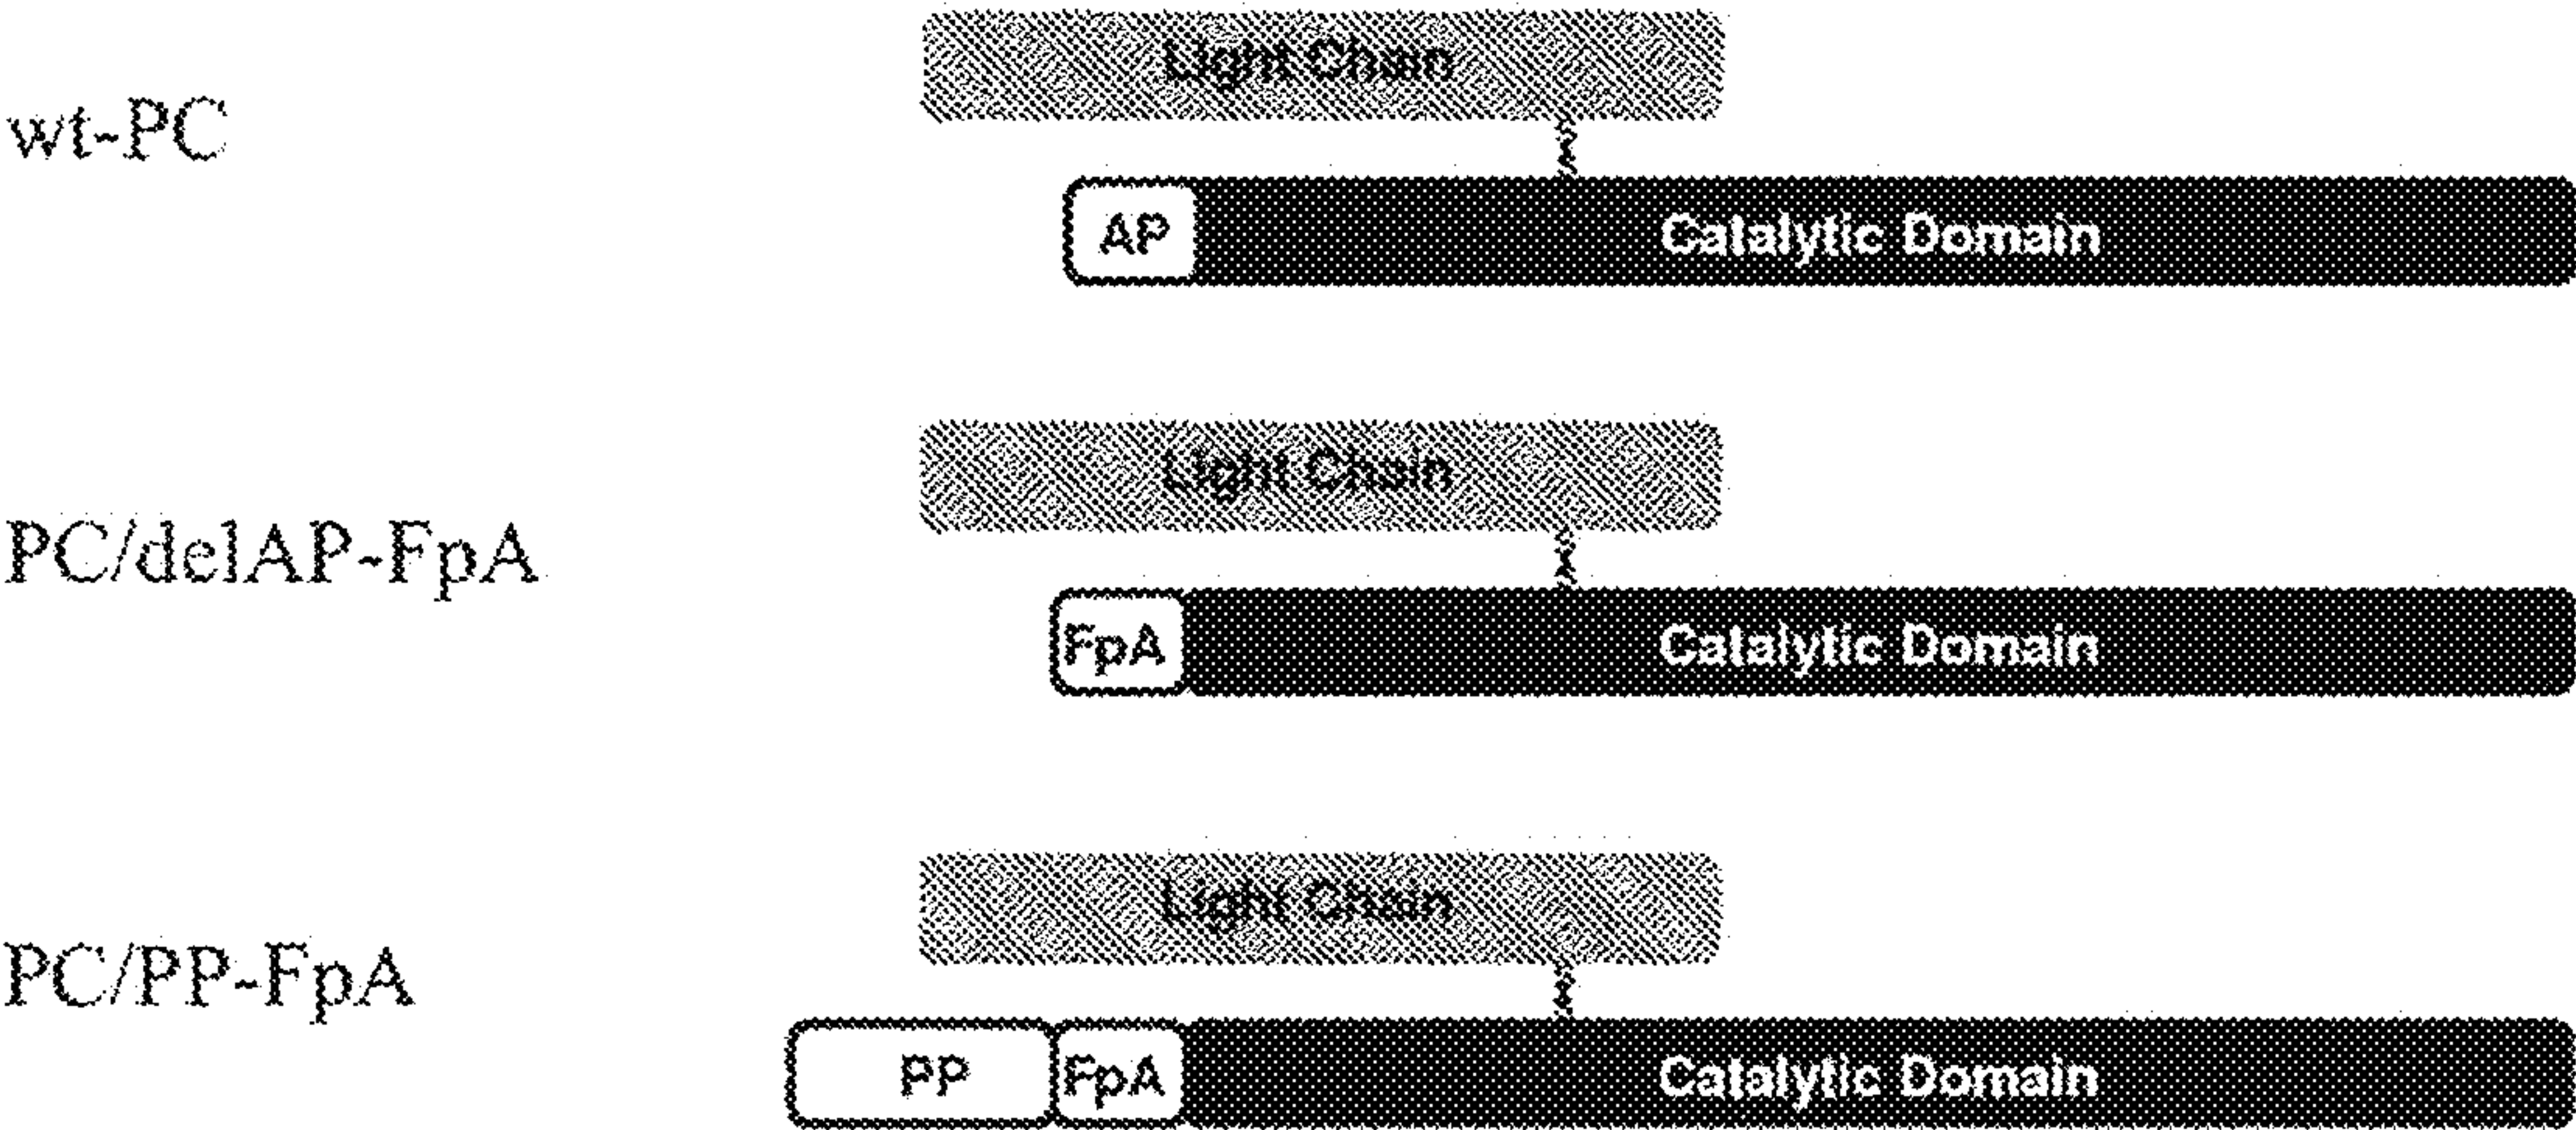 Light Chain
wt-PC
AP
Catalytic Domain
Light Chain
PC/delAP-FpA
FpA
Catalytic Domain
Light Chain
PC/PP-FpA
PP
FpA
Catalytic Domain